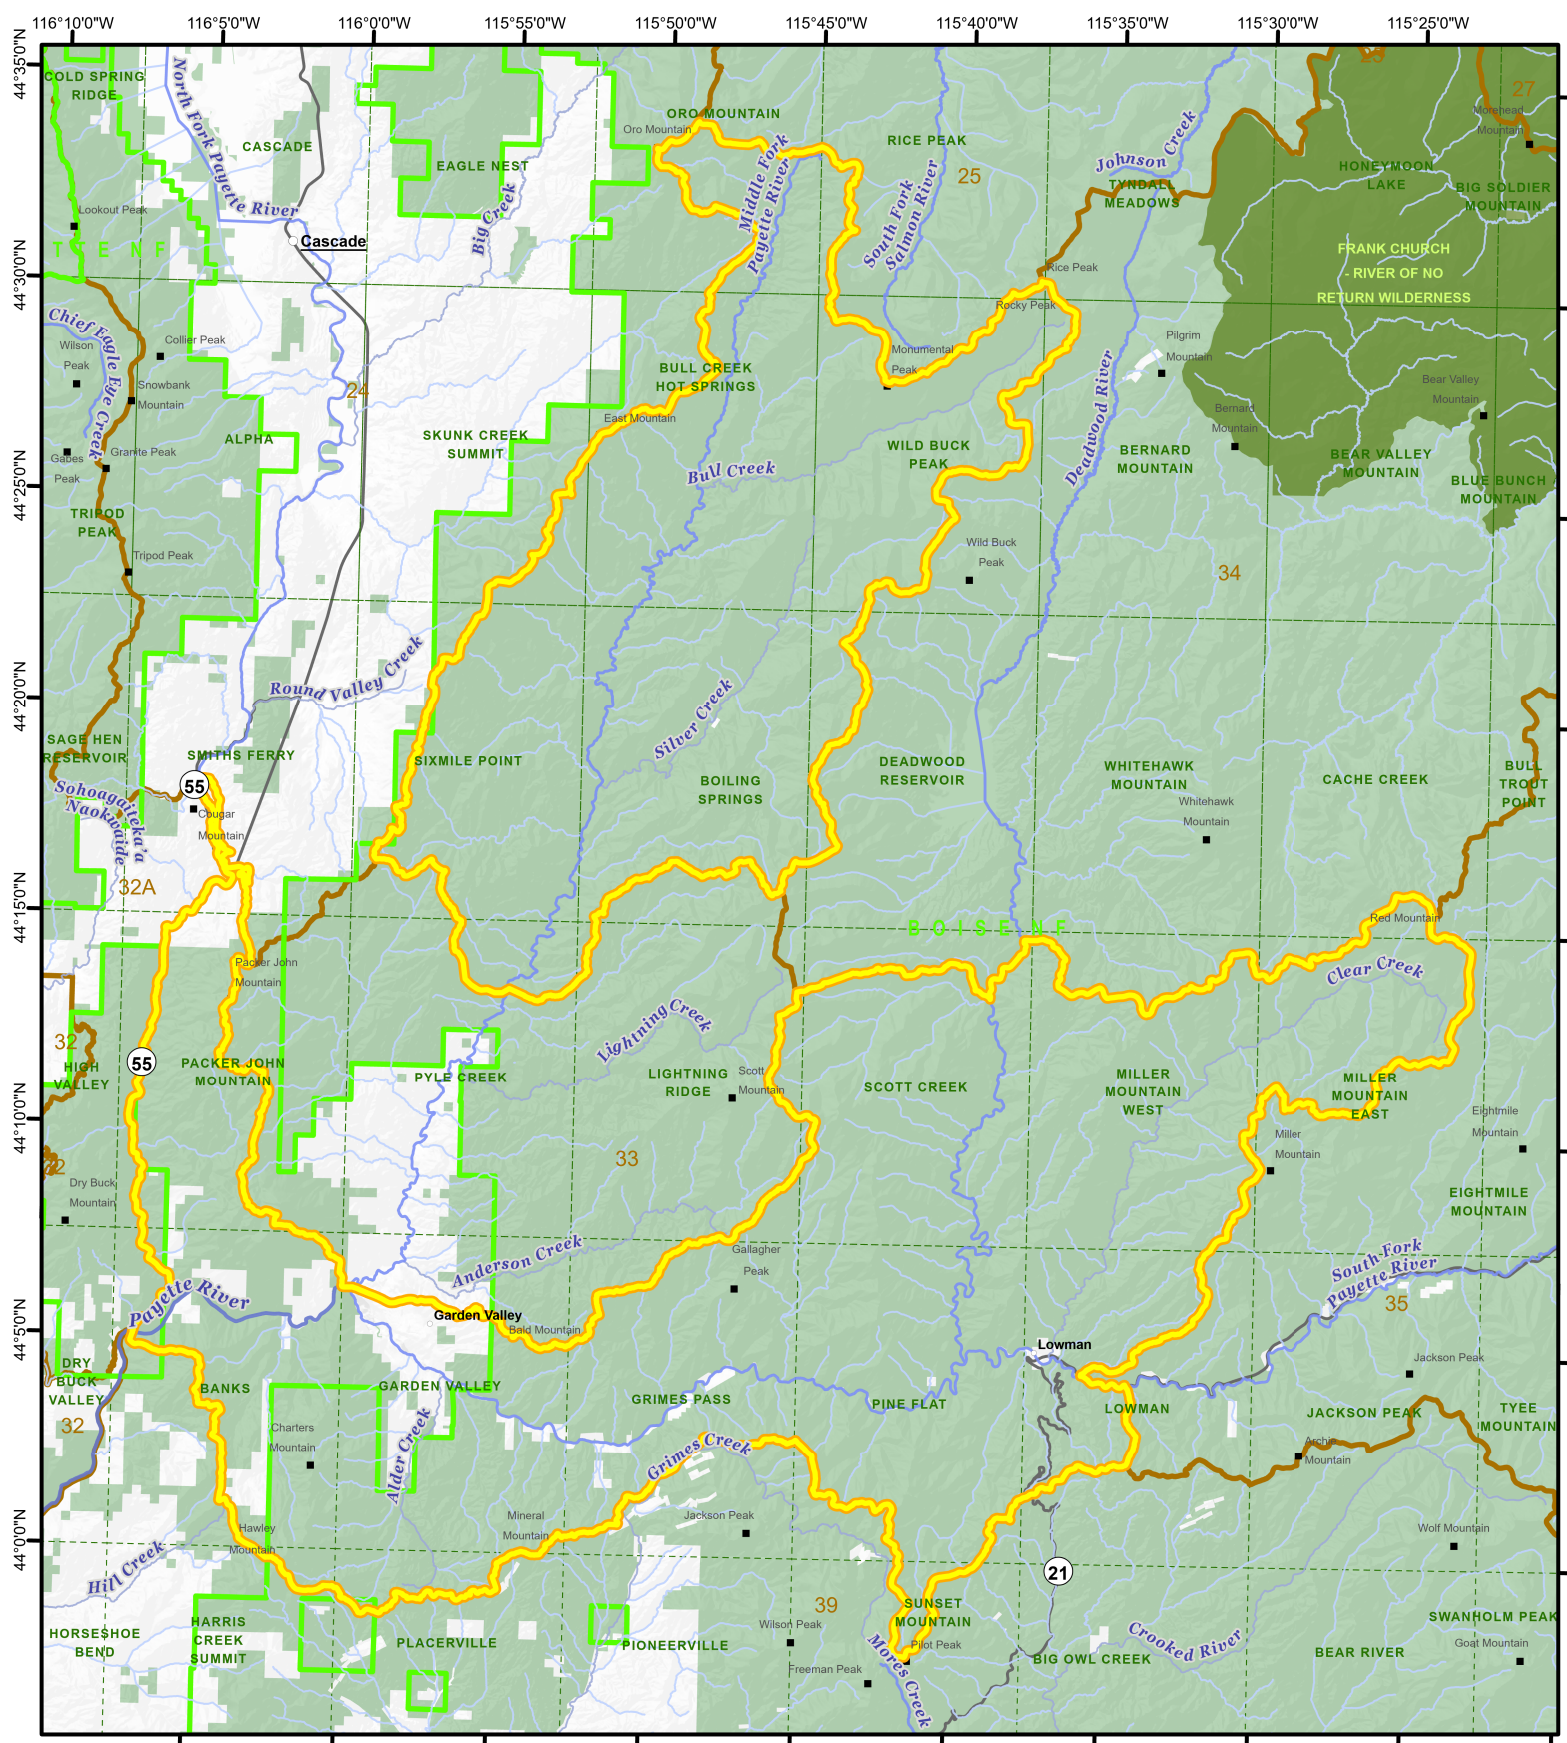 116°10'0"W 116°5'0"W 116°0'0"W 115°55'0"W 115°50'0"W 115°45'0"W 115°40'0"W 115°35'0"W 115°30'0"W 115°25'0"W
44°35'0"N
44°30'0"N
44°25'0"N
44°20'0"N
44°15'0"N
44°10'0"N
44°5'0"N
44°0'0"N
COLD SPRING
RIDGE
North Fork Payette River
CASCADE
EAGLE NEST
Big Creek
ORO MOUNTAIN
Oro Mountain
Middle Fork
Payette River
RICE PEAK
25
South Fork
Salmon River
Johnson Creek
TYNDALL
MEADOWS
HONEYMOON
LAKE
27
Morehead
Mountain
BIG SOLDIER
MOUNTAIN
Lookout Peak
T T E N F
Cascade
FRANK CHURCH
- RIVER OF NO
RETURN WILDERNESS
Rice Peak
Rocky Peak
Chief Eagle Eye Creek
Wilson
Peak
Collier Peak
Snowbank
Mountain
24
BULL CREEK
HOT SPRINGS
East Mountain
Monumental
Peak
Deadwood River
Pilgrim
Mountain
Bear Valley
Mountain
Bernard
Mountain
Gabes
Peak
Granite Peak
ALPHA
SKUNK CREEK
SUMMIT
Bull Creek
WILD BUCK
PEAK
BERNARD
MOUNTAIN
BEAR VALLEY
MOUNTAIN
BLUE BUNCH
MOUNTAIN
TRIPOD
PEAK
Tripod Peak
Wild Buck
Peak
34
Round Valley Creek
Silver Creek
SAGE HEN
RESERVOIR
SMITHS FERRY
55
Sohoagaiteka'a
Naokwaide
Cougar
Mountain
SIXMILE POINT
BOILING
SPRINGS
DEADWOOD
RESERVOIR
WHITEHAWK
MOUNTAIN
Whitehawk
Mountain
CACHE CREEK
BULL
TROUT
POINT
32A
B O I S E N F
Red Mountain
Packer John
Mountain
Clear Creek
32
55
HIGH
VALLEY
PACKER JOHN
MOUNTAIN
Lightning Creek
PYLE CREEK
LIGHTNING
RIDGE
Scott
Mountain
SCOTT CREEK
MILLER
MOUNTAIN
WEST
MILLER
MOUNTAIN
EAST
Eightmile
Mountain
33
Miller
Mountain
Dry Buck
Mountain
EIGHTMILE
MOUNTAIN
Anderson Creek
Gallagher
Peak
South Fork
Payette River
Payette River
35
Garden Valley
Bald Mountain
Lowman
DRY
BUCK
VALLEY
32
BANKS
GARDEN VALLEY
GRIMES PASS
PINE FLAT
LOWMAN
Jackson Peak
JACKSON PEAK
TYEE
MOUNTAIN
Charters
Mountain
Alder Creek
Grimes Creek
Archie
Mountain
Hawley
Mountain
Mineral
Mountain
Jackson Peak
Wolf Mountain
Hill Creek
21
39
SUNSET
MOUNTAIN
HORSESHOE
BEND
HARRIS
CREEK
SUMMIT
PLACERVILLE
PIONEERVILLE
Wilson Peak
Freeman Peak
Pilot Peak
Mores Creek
BIG OWL CREEK
Crooked River
BEAR RIVER
SWANHOLM PEAK
Goat Mountain